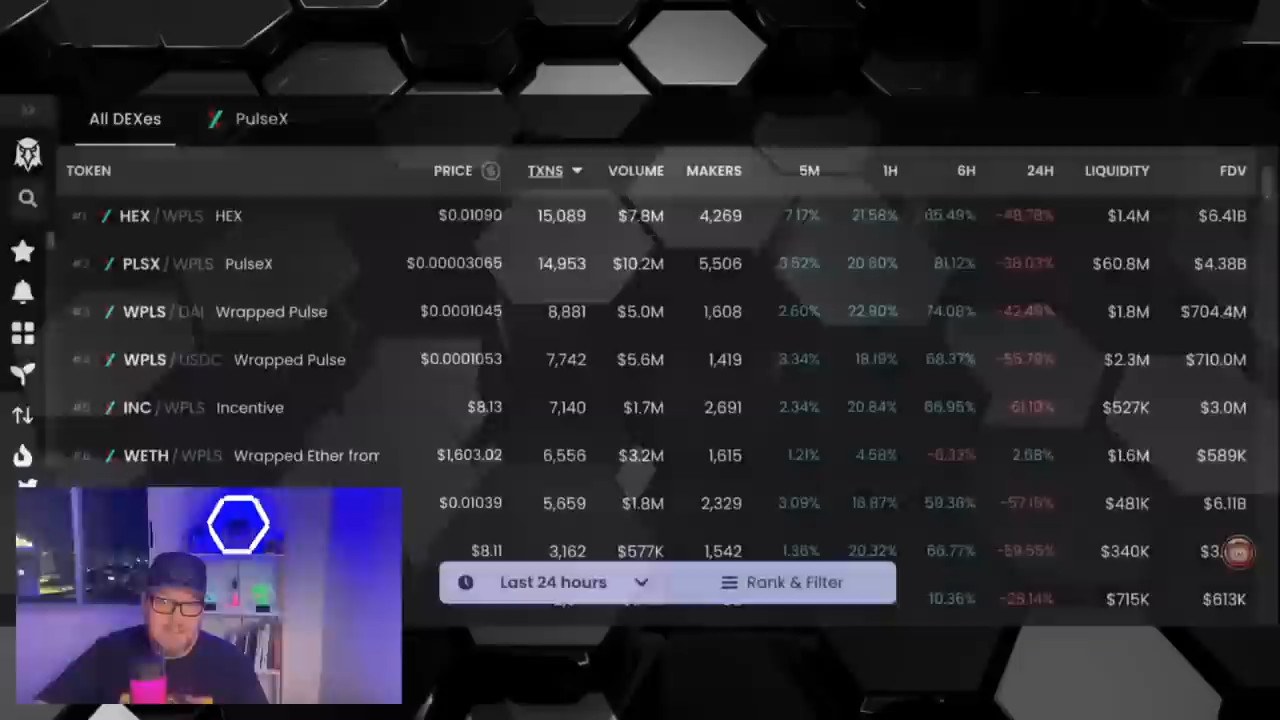 All DEXes PulseX
TOKEN PRICE TXNS VOLUME MAKERS 5M 1H 6H 24H LIQUIDITY FDV
#1 HEX / WPLS HEX $0.01090 15,089 $7.8M 4,269 7.17% 21.58% 65.49% -48.78% $1.4M $6.41B
#2 PLSX / WPLS PulseX $0.00003065 14,953 $10.2M 5,506 3.52% 20.60% 81.12% -38.03% $60.8M $4.38B
#3 WPLS / DAI Wrapped Pulse $0.0001045 8,881 $5.0M 1,608 2.60% 22.90% 74.08% -42.49% $1.8M $704.4M
#4 WPLS / USDC Wrapped Pulse $0.0001053 7,742 $5.6M 1,419 3.34% 18.19% 68.37% -55.79% $2.3M $710.0M
#5 INC / WPLS Incentive $8.13 7,140 $1.7M 2,691 2.34% 20.84% 66.95% -61.10% $527K $3.0M
#6 WETH / WPLS Wrapped Ether from $1,603.02 6,556 $3.2M 1,615 1.21% 4.58% -6.33% 2.68% $1.6M $589K
$0.01039 5,659 $1.8M 2,329 3.09% 16.87% 59.36% $481K $6.11B
$8.11 3,162 $577K 1,542 1.36% 20.32% 66.77% -59.55% $340K
Last 24 hours Rank & Filter
10.36% -28.14% $715K $613K